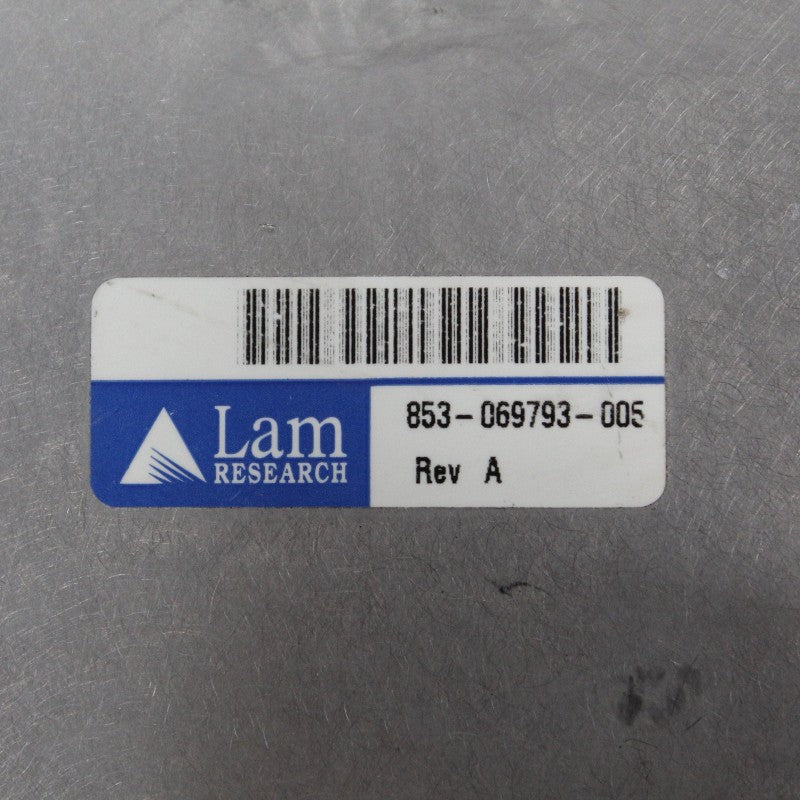 Lam
RESEARCH
853-069793-005
Rev A